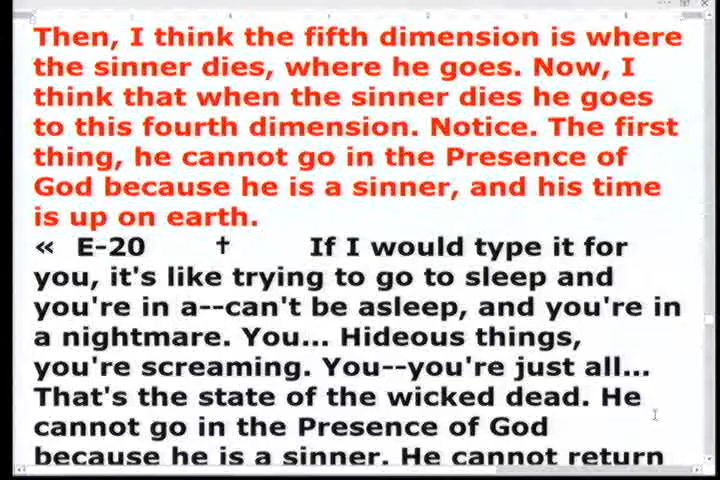 Then, I think the fifth dimension is where
the sinner dies, where he goes. Now, I
think that when the sinner dies he goes
to this fourth dimension. Notice. The first
thing, he cannot go in the Presence of
God because he is a sinner, and his time
is up on earth.
« E-20 † If I would type it for
you, it's like trying to go to sleep and
you're in a--can't be asleep, and you're in
a nightmare. You... Hideous things,
you're screaming. You--you're just all...
That's the state of the wicked dead. He
cannot go in the Presence of God
because he is a sinner. He cannot return